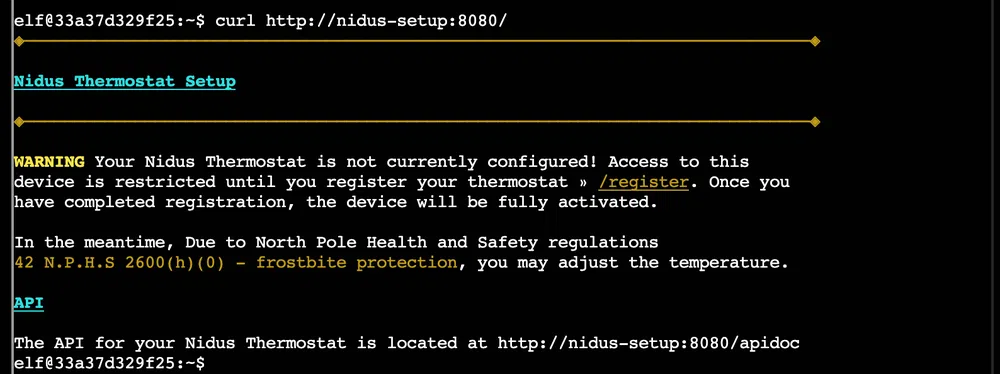 elf@33a37d329f25:~$ curl http://nidus-setup:8080/
Nidus Thermostat Setup
WARNING Your Nidus Thermostat is not currently configured! Access to this
device is restricted until you register your thermostat » /register. Once you
have completed registration, the device will be fully activated.
In the meantime, Due to North Pole Health and Safety regulations
42 N.P.H.S 2600(h)(0) - frostbite protection, you may adjust the temperature.
API
The API for your Nidus Thermostat is located at http://nidus-setup:8080/apidoc
elf@33a37d329f25:~$